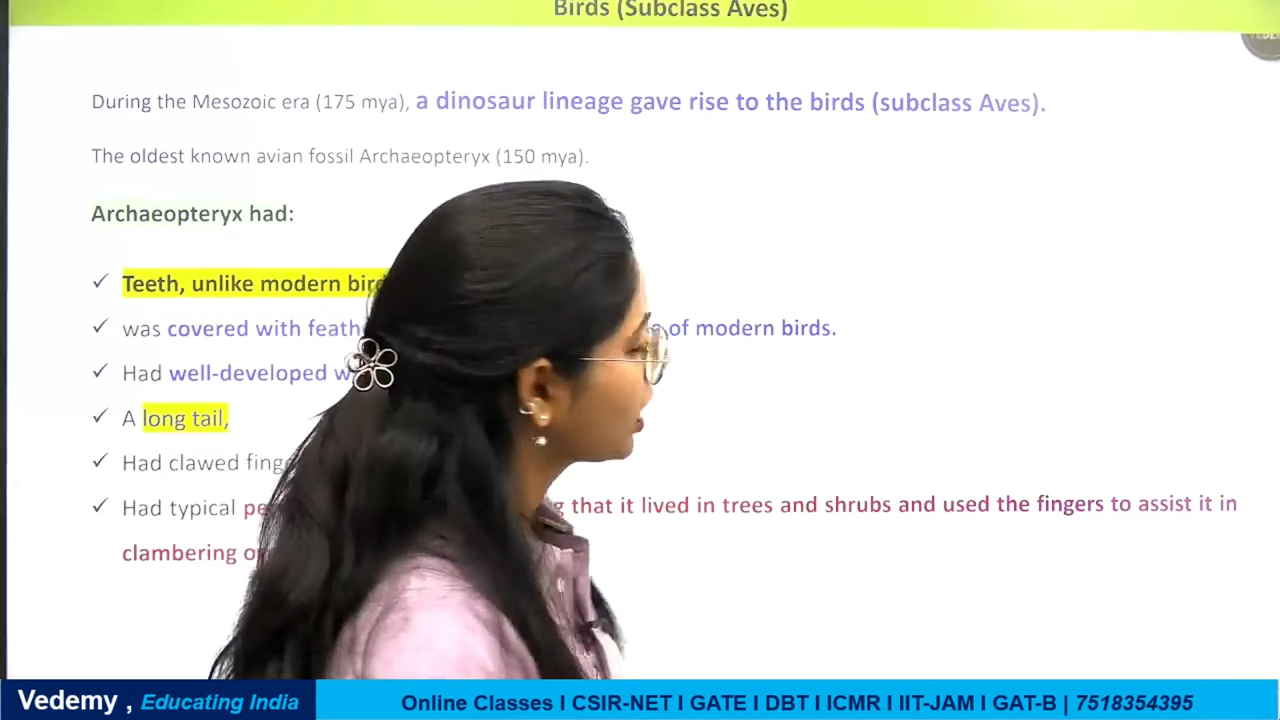 Birds (Subclass Aves)
During the Mesozoic era (175 mya), a dinosaur lineage gave rise to the birds (subclass Aves).
The oldest known avian fossil Archaeopteryx (150 mya).
Archaeopteryx had:
✓ Teeth, unlike modern
✓ was covered with of modern birds.
✓ Had well-developed
✓ A long tail,
✓ Had clawed
✓ Had typical that it lived in trees and shrubs and used the fingers to assist it in
clambering
Vedemy , Educating India
Online Classes I CSIR-NET I GATE I DBT I ICMR I IIT-JAM I GAT-B | 7518354395